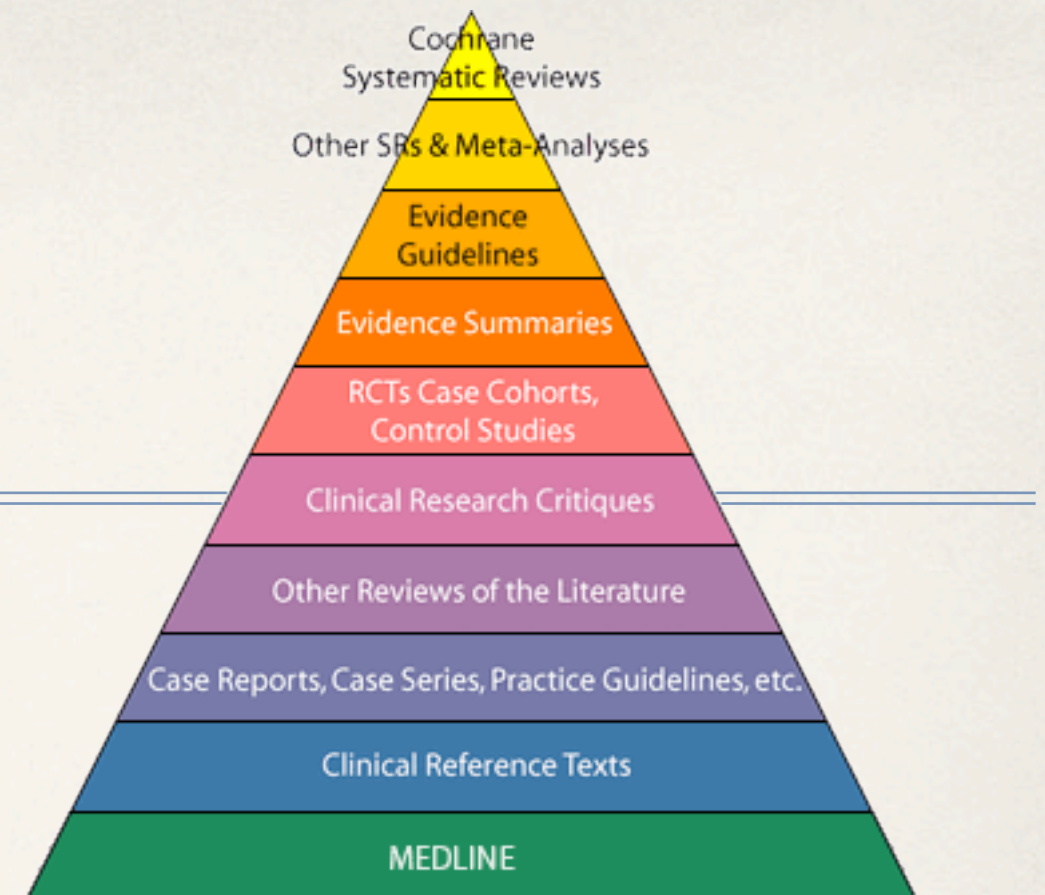 Cochrane
Systematic Reviews
Other SRs & Meta-Analyses
Evidence
Guidelines
Evidence Summaries
RCTs Case Cohorts,
Control Studies
Clinical Research Critiques
Other Reviews of the Literature
Case Reports, Case Series, Practice Guidelines, etc.
Clinical Reference Texts
MEDLINE